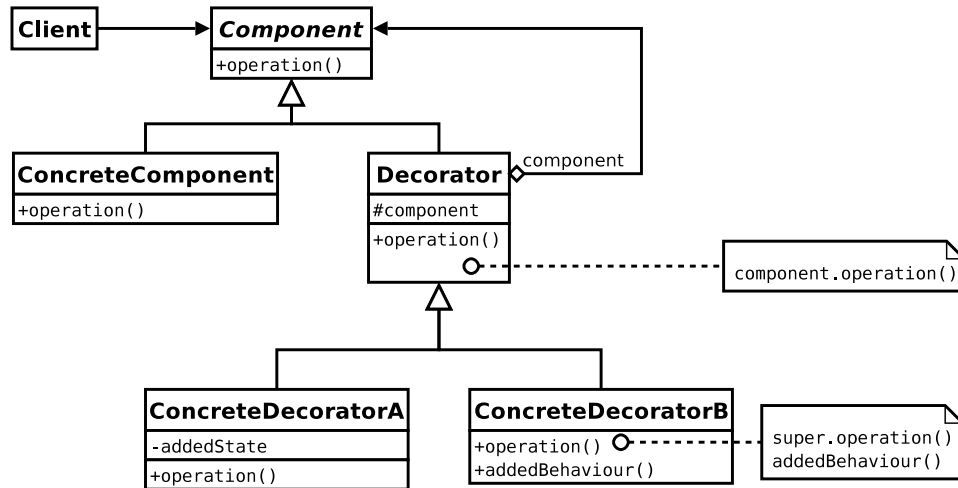 Client
Component
+operation()
component
ConcreteComponent
+operation()
Decorator
#component
+operation()
component.operation()
ConcreteDecoratorA
-addedState
+operation()
ConcreteDecoratorB
+operation()
+addedBehaviour()
super.operation()
addedBehaviour()